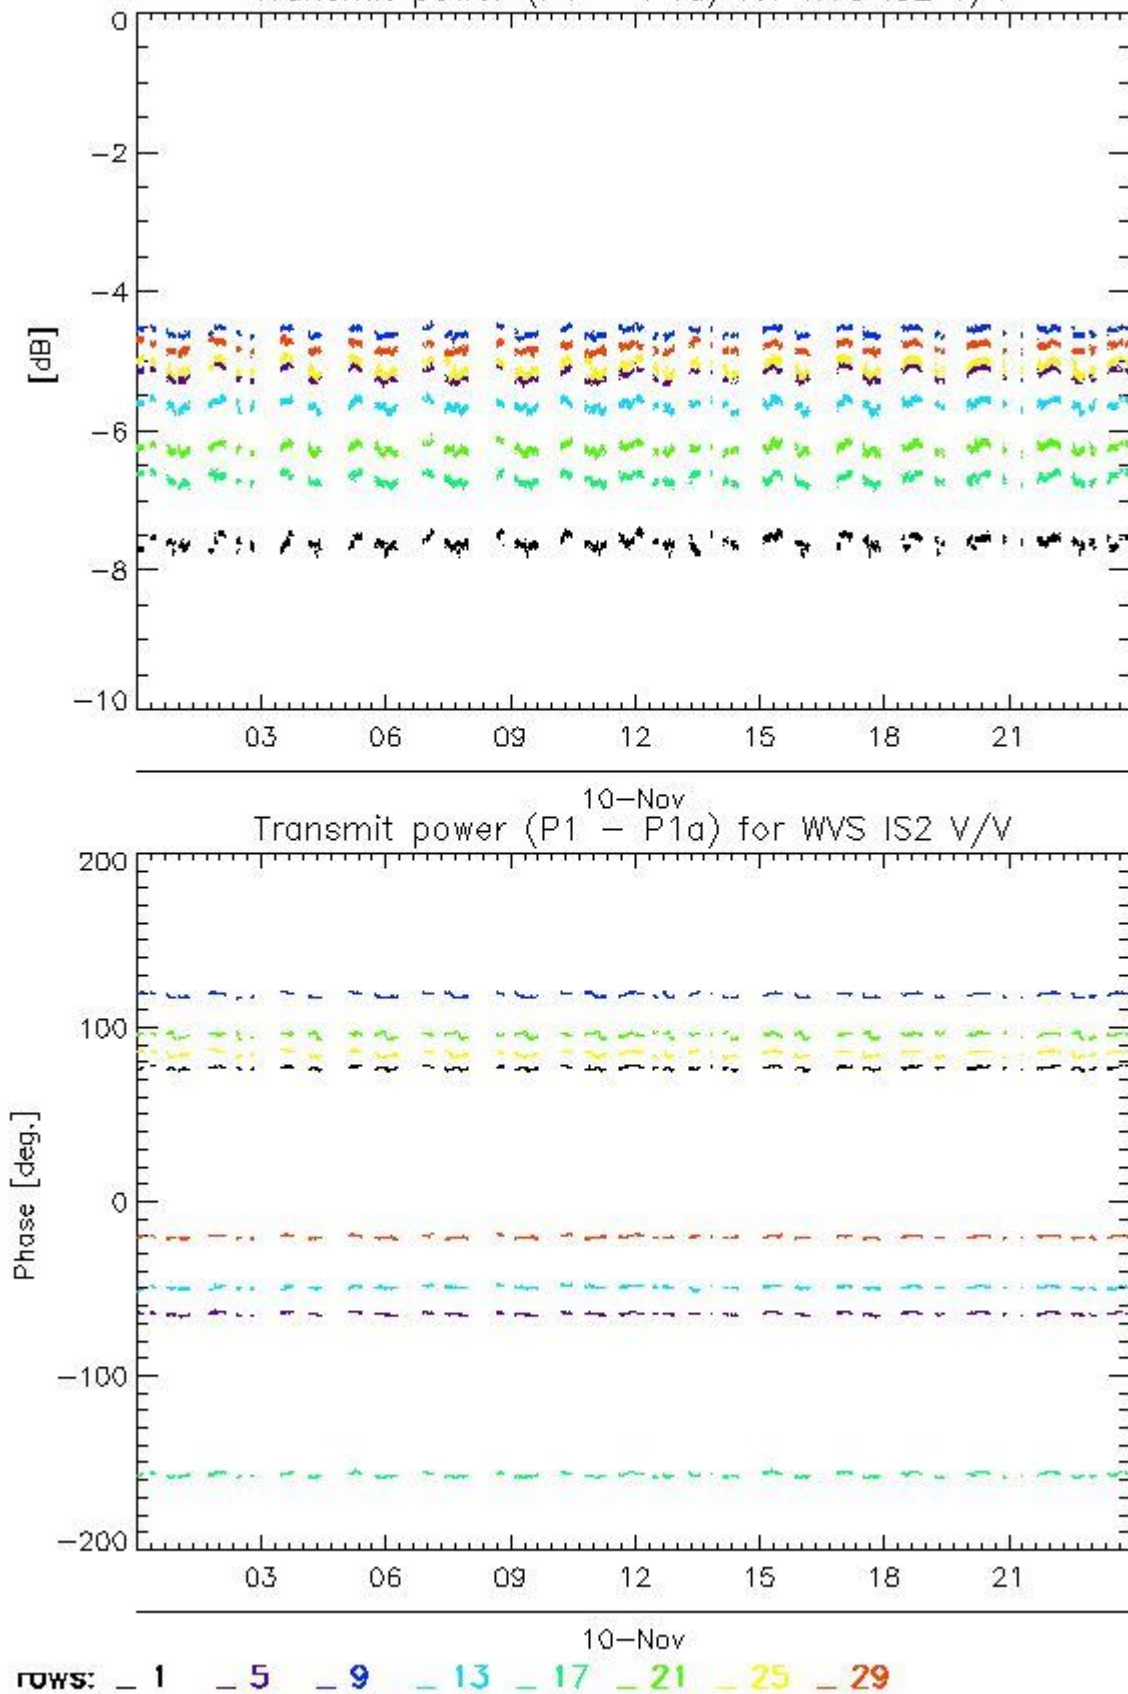 0
−2
−4
[dB]
−6
−8
−10
03 06 09 12 15 18 21
10−Nov
Transmit power (P1 − P1a) for WVS IS2 V/V
200
100
0
Phase [deg.]
−100
−200
03 06 09 12 15 18 21
10−Nov
rows: _ 1 _ 5 _ 9 _ 13 _ 17 _ 21 _ 25 _ 29